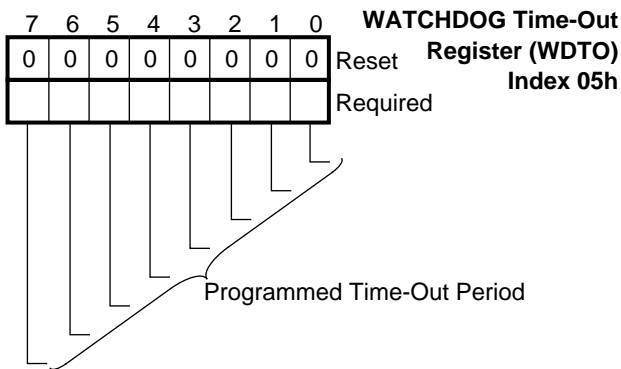 7 6 5 4 3 2 1 0
WATCHDOG Time-Out
Register (WDTO)
Index 05h
0 0 0 0 0 0 0 0 Reset
Required
Programmed Time-Out Period